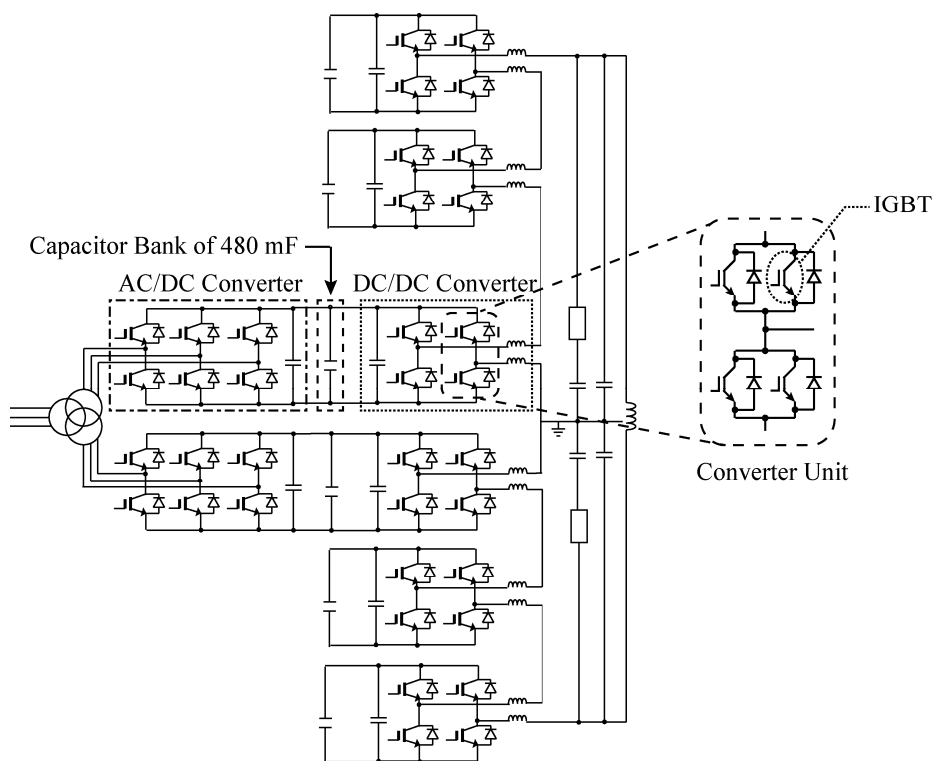 IGBT
Capacitor Bank of 480 mF
AC/DC Converter
DC/DC Converter
Converter Unit